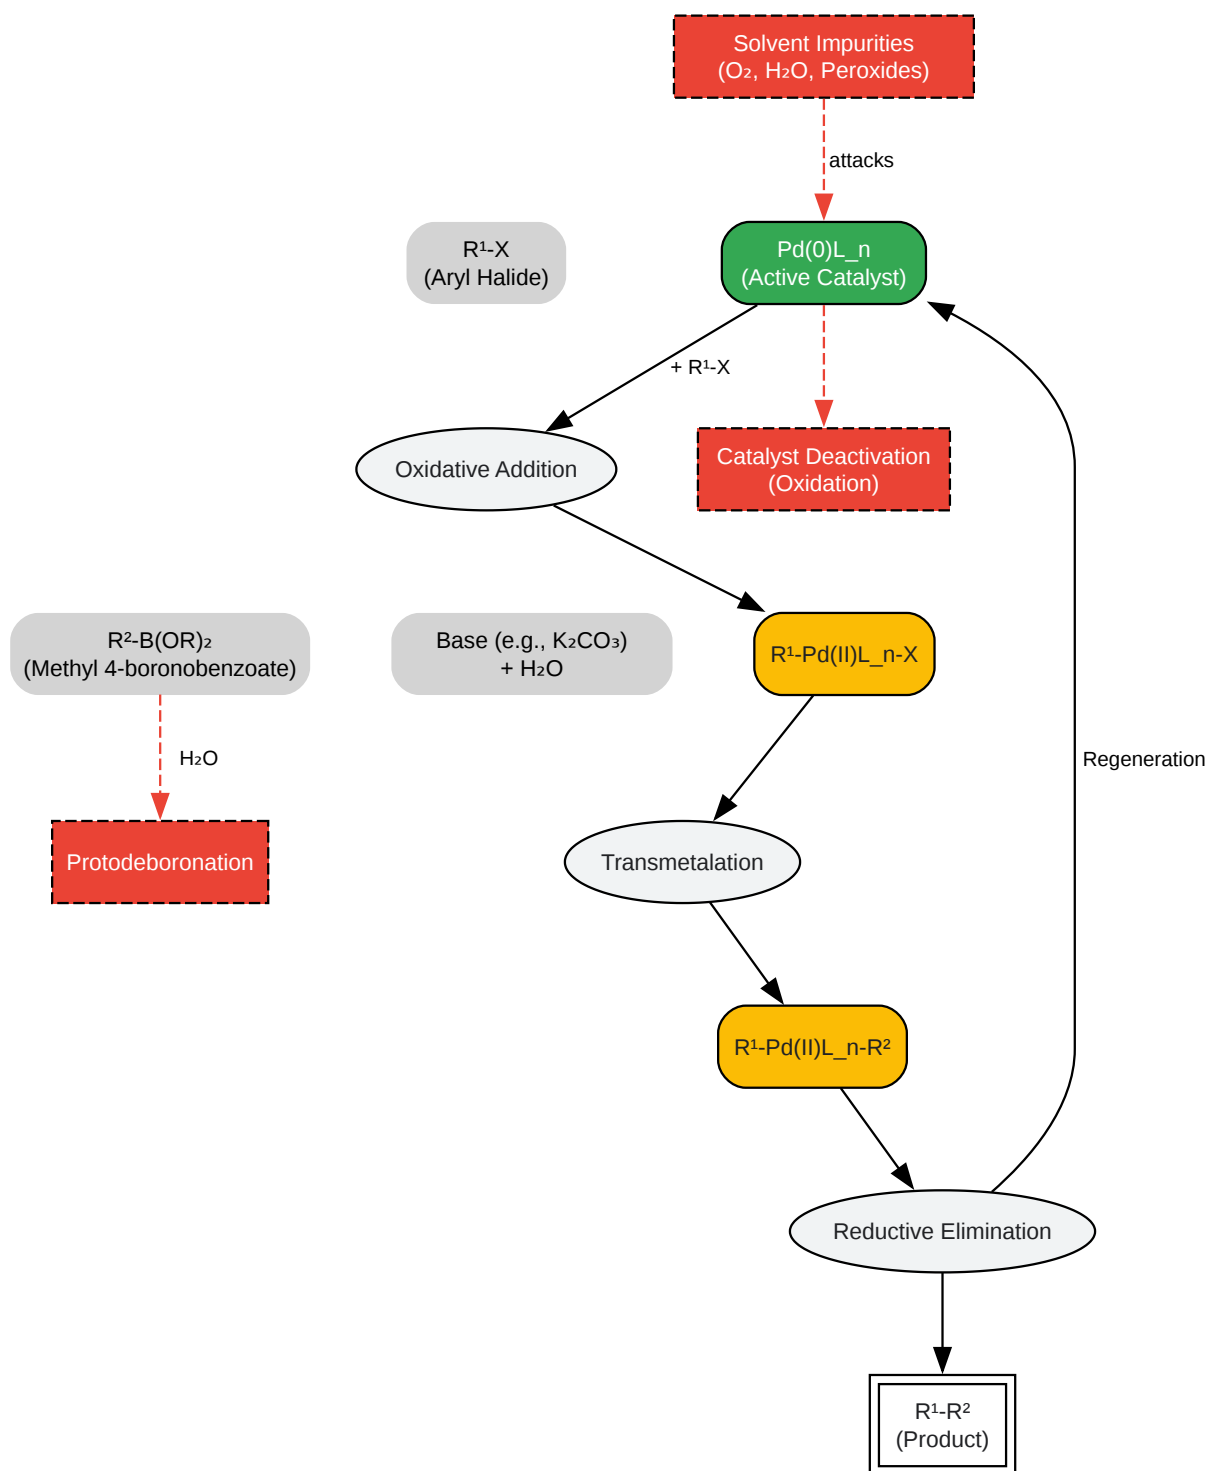 Solvent Impurities
(O₂, H₂O, Peroxides)
attacks
R¹-X
(Aryl Halide)
Pd(0)L_n
(Active Catalyst)
+ R¹-X
Oxidative Addition
Catalyst Deactivation
(Oxidation)
R²-B(OR)₂
(Methyl 4-boronobenzoate)
Base (e.g., K₂CO₃)
+ H₂O
R¹-Pd(II)L_n-X
H₂O
Regeneration
Protodeboronation
Transmetalation
R¹-Pd(II)L_n-R²
Reductive Elimination
R¹-R²
(Product)